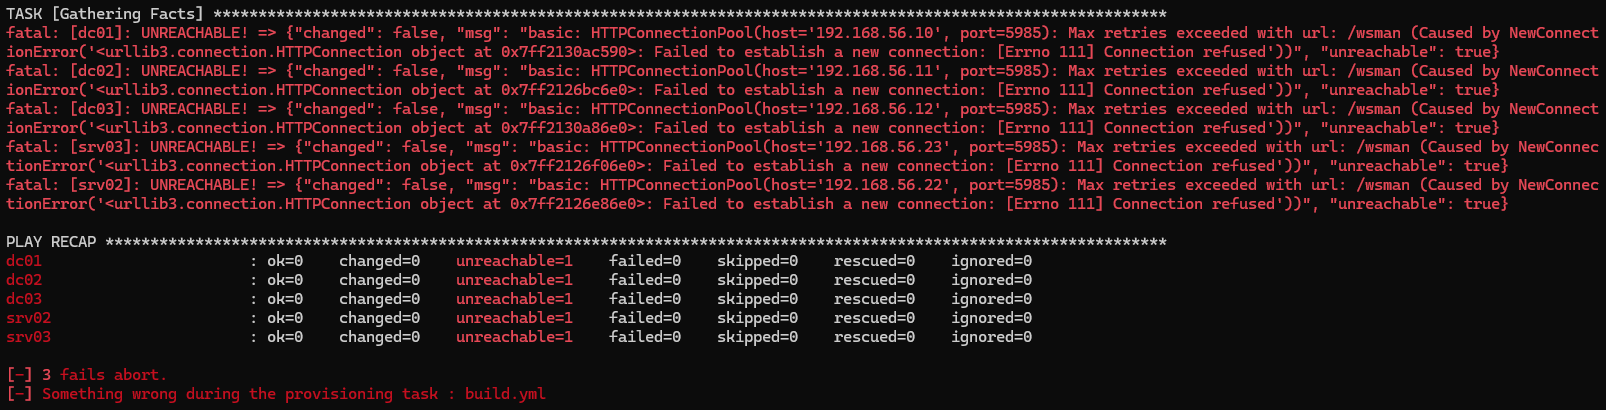 TASK [Gathering Facts] **********************************************************************************************************
fatal: [dc01]: UNREACHABLE! => {"changed": false, "msg": "basic: HTTPConnectionPool(host='192.168.56.10', port=5985): Max retries exceeded with url: /wsman (Caused by NewConnect
ionError('<urllib3.connection.HTTPConnection object at 0x7ff2130ac590>: Failed to establish a new connection: [Errno 111] Connection refused'))", "unreachable": true}
fatal: [dc02]: UNREACHABLE! => {"changed": false, "msg": "basic: HTTPConnectionPool(host='192.168.56.11', port=5985): Max retries exceeded with url: /wsman (Caused by NewConnect
ionError('<urllib3.connection.HTTPConnection object at 0x7ff2126bc6e0>: Failed to establish a new connection: [Errno 111] Connection refused'))", "unreachable": true}
fatal: [dc03]: UNREACHABLE! => {"changed": false, "msg": "basic: HTTPConnectionPool(host='192.168.56.12', port=5985): Max retries exceeded with url: /wsman (Caused by NewConnect
ionError('<urllib3.connection.HTTPConnection object at 0x7ff2130a86e0>: Failed to establish a new connection: [Errno 111] Connection refused'))", "unreachable": true}
fatal: [srv03]: UNREACHABLE! => {"changed": false, "msg": "basic: HTTPConnectionPool(host='192.168.56.23', port=5985): Max retries exceeded with url: /wsman (Caused by NewConnec
tionError('<urllib3.connection.HTTPConnection object at 0x7ff2126f06e0>: Failed to establish a new connection: [Errno 111] Connection refused'))", "unreachable": true}
fatal: [srv02]: UNREACHABLE! => {"changed": false, "msg": "basic: HTTPConnectionPool(host='192.168.56.22', port=5985): Max retries exceeded with url: /wsman (Caused by NewConnec
tionError('<urllib3.connection.HTTPConnection object at 0x7ff2126e86e0>: Failed to establish a new connection: [Errno 111] Connection refused'))", "unreachable": true}
PLAY RECAP **********************************************************************************************************************
dc01                       : ok=0    changed=0    unreachable=1    failed=0    skipped=0    rescued=0    ignored=0
dc02                       : ok=0    changed=0    unreachable=1    failed=0    skipped=0    rescued=0    ignored=0
dc03                       : ok=0    changed=0    unreachable=1    failed=0    skipped=0    rescued=0    ignored=0
srv02                      : ok=0    changed=0    unreachable=1    failed=0    skipped=0    rescued=0    ignored=0
srv03                      : ok=0    changed=0    unreachable=1    failed=0    skipped=0    rescued=0    ignored=0
[-] 3 fails abort.
[-] Something wrong during the provisioning task : build.yml